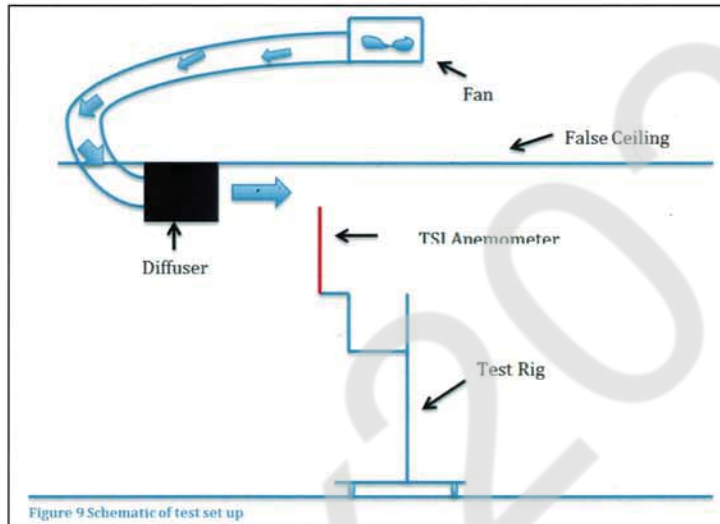 Fan
False Ceiling
TSI Anemometer
Diffuser
Test Rig
Figure 9 Schematic of test set up